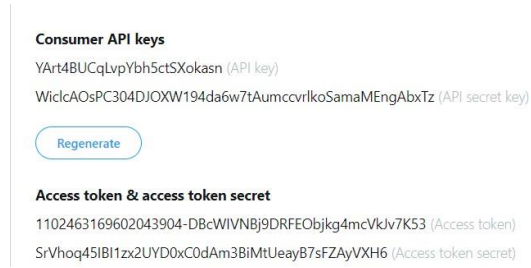 Consumer API keys
YArt4BUCqLvpYbh5ctSXokasn (API key)
WiclcAOsPC304DJOXW194da6w7tAumccvrlkoSamaMEngAbxTz (API secret key)
Regenerate
Access token & access token secret
1102463169602043904-DBcWIVNBj9DRFEObjkg4mcVkJv7K53 (Access token)
SrVhoq45IBI1zx2UYD0xC0dAm3BiMtUeayB7sFZAyVXH6 (Access token secret)